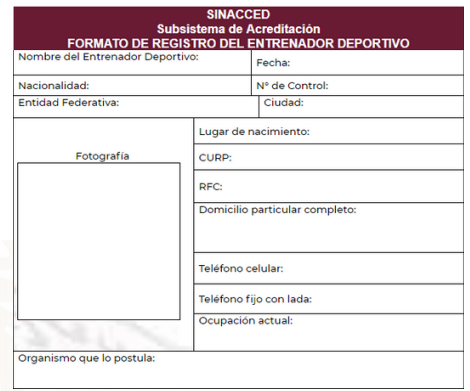 SINACCED
Subsistema de Acreditación
FORMATO DE REGISTRO DEL ENTRENADOR DEPORTIVO
Nombre del Entrenador Deportivo:
Fecha:
Nacionalidad:
N° de Control:
Entidad Federativa:
Ciudad:
Lugar de nacimiento:
Fotografía
CURP:
RFC:
Domicilio particular completo:
Teléfono celular:
Teléfono fijo con lada:
Ocupación actual:
Organismo que lo postula: